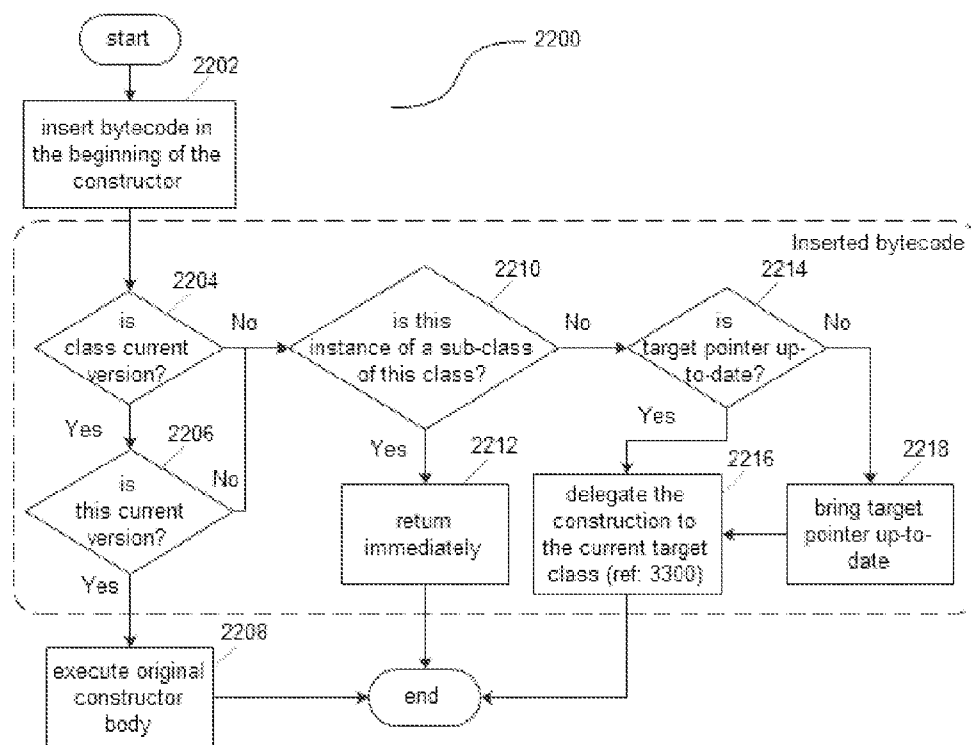 start
2200
2202
insert bytecode in
the beginning of the
constructor
Inserted bytecode
2204
is
class current
version?
No
Yes
2206
is
this current
version?
No
Yes
2208
execute original
constructor
body
2210
is this
instance of a sub-class
of this class?
No
Yes
2212
return
immediately
2214
is
target pointer up-
to-date?
No
Yes
2216
delegate the
construction to
the current target
class (ref: 3300)
2218
bring target
pointer up-to-
date
end